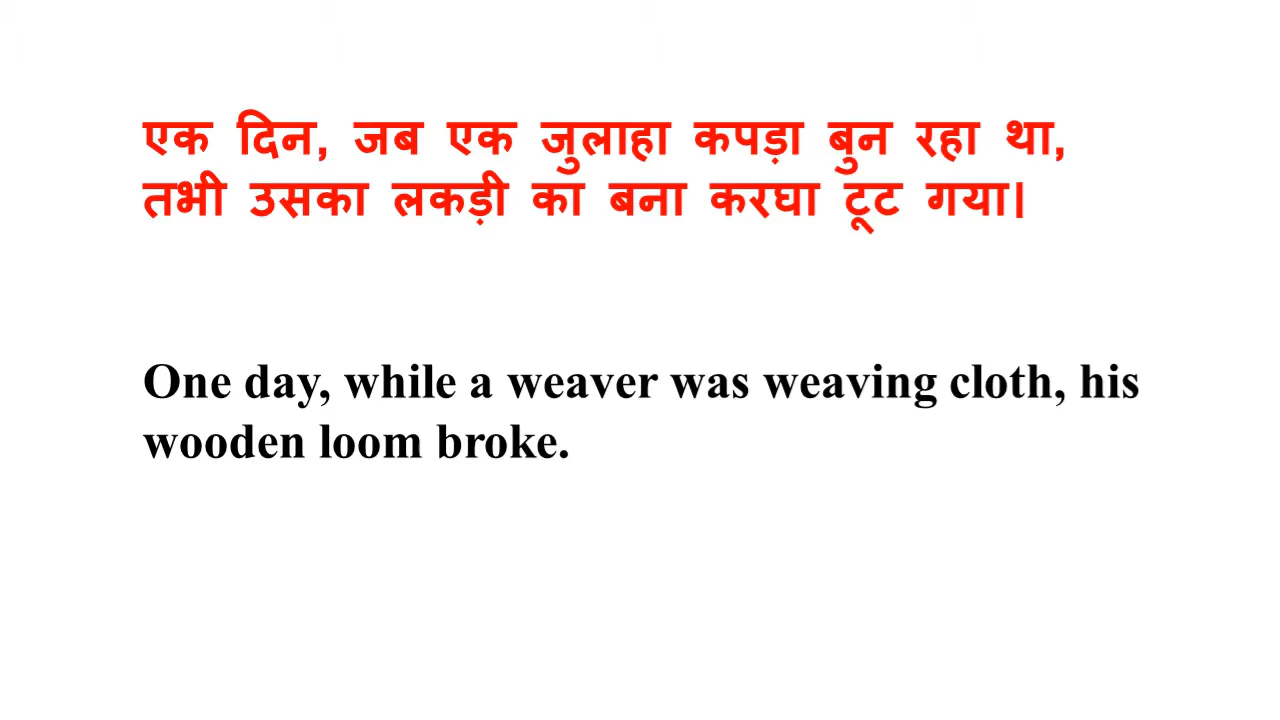 एक दिन, जब एक जुलाहा कपड़ा बुन रहा था,
तभी उसका लकड़ी का बना करघा टूट गया।
One day, while a weaver was weaving cloth, his
wooden loom broke.